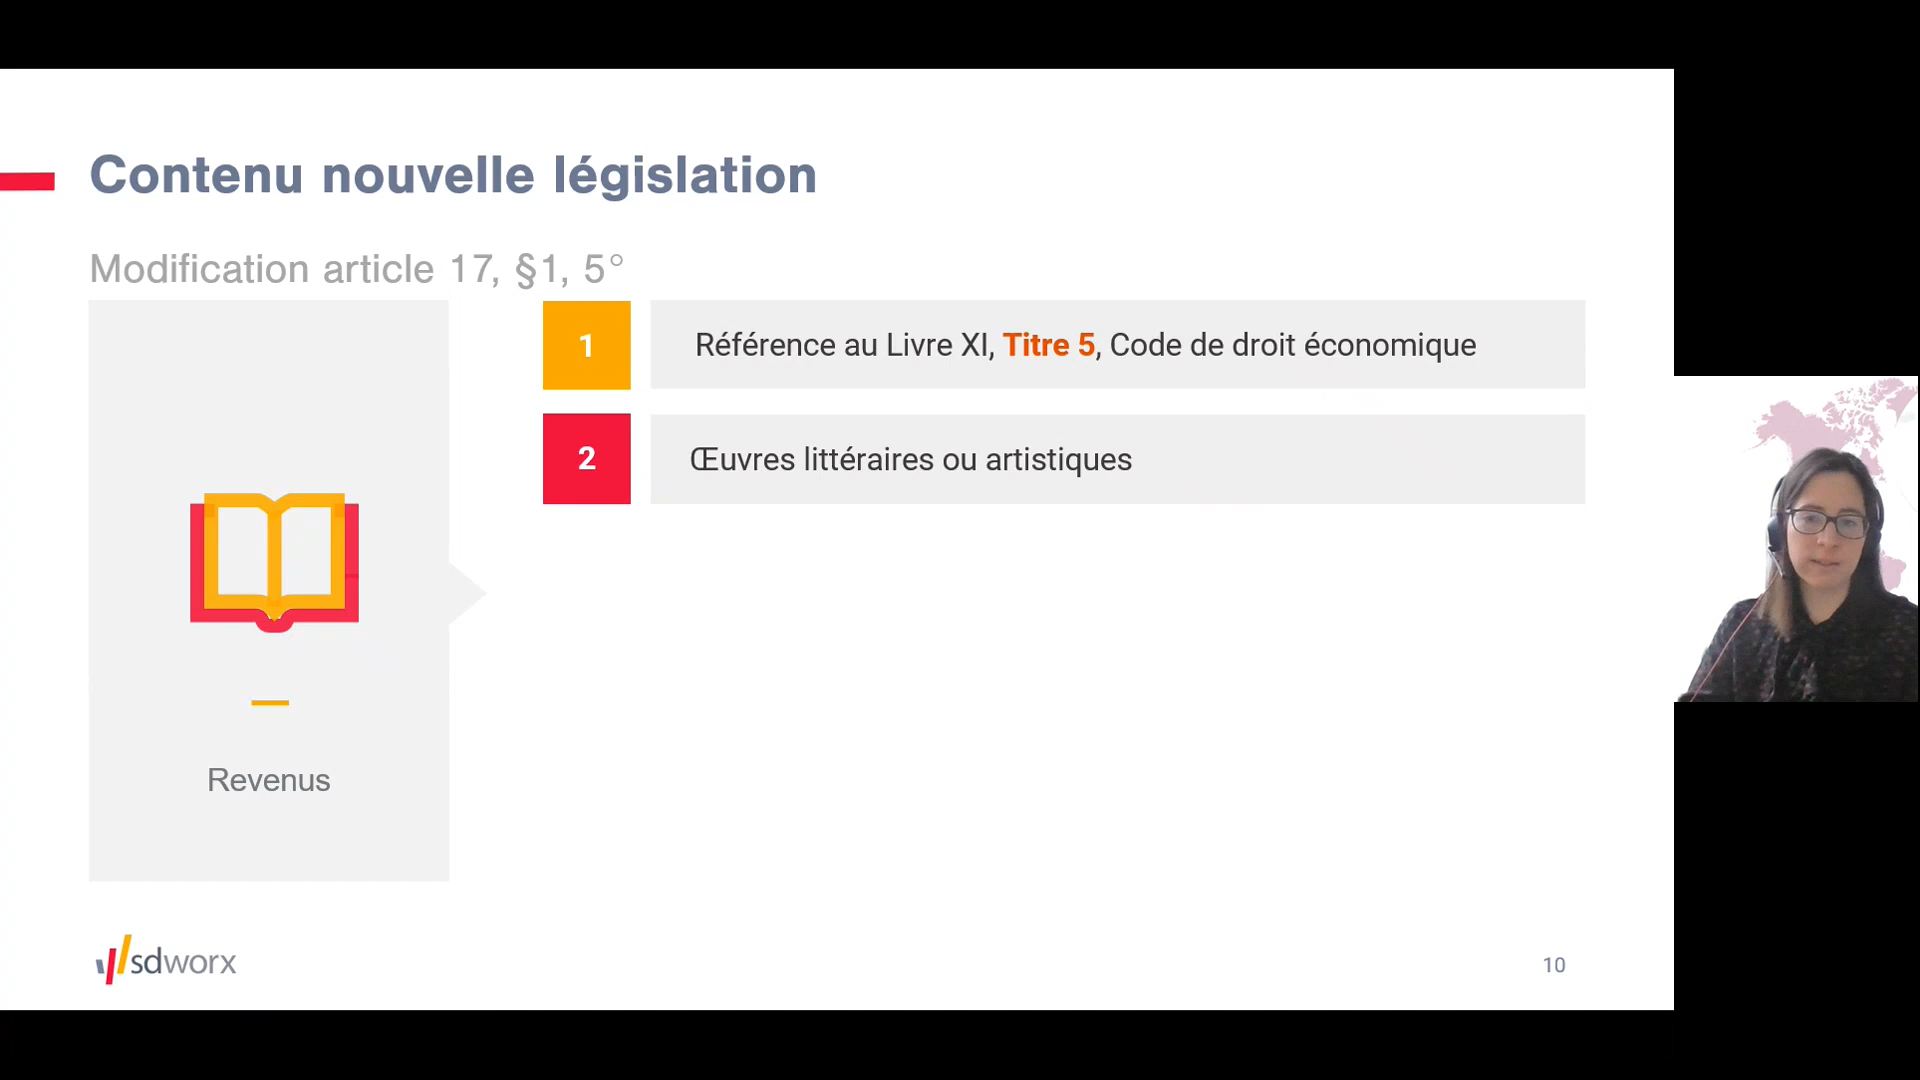 Contenu nouvelle législation
Modification article 17, §1, 5°
1
Référence au Livre XI, Titre 5, Code de droit économique
2
Œuvres littéraires ou artistiques
Revenus
sdworx
10